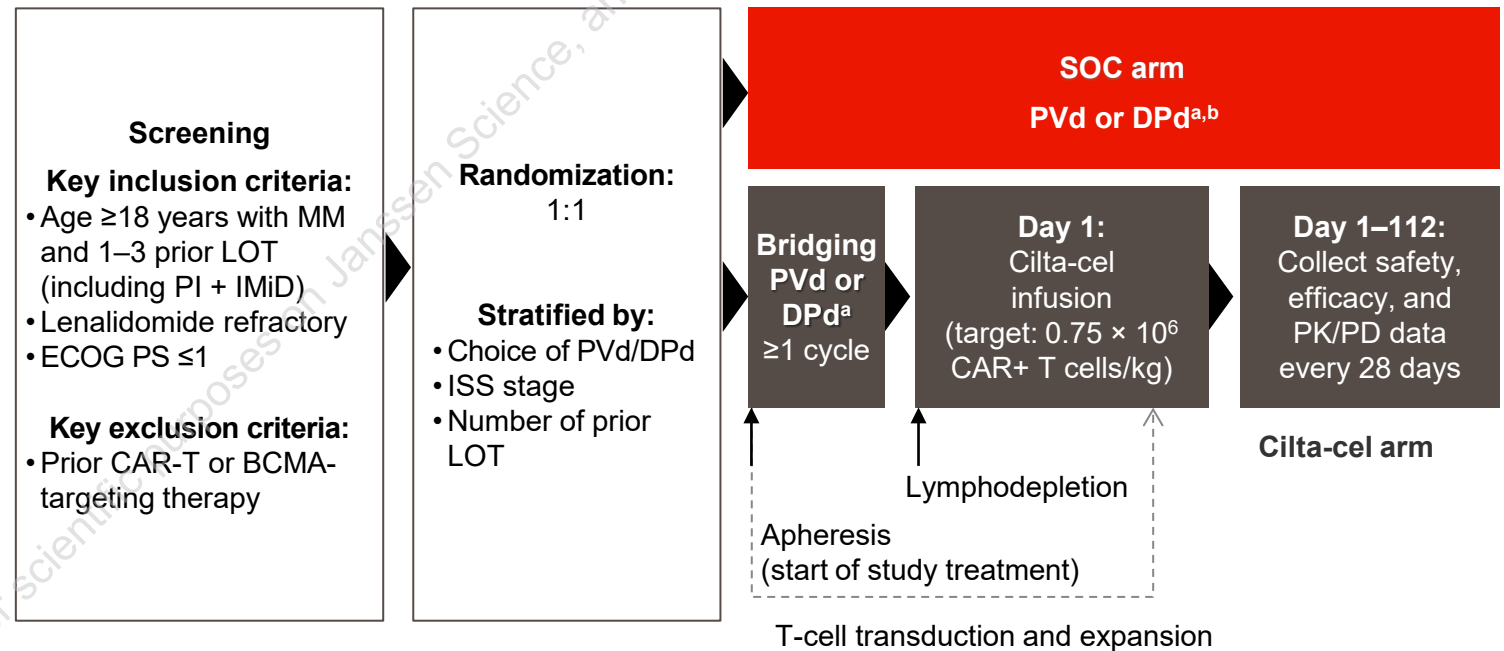 Screening
Key inclusion criteria:
• Age ≥18 years with MM
and 1–3 prior LOT
(including PI + IMiD)
• Lenalidomide refractory
• ECOG PS ≤1
Key exclusion criteria:
• Prior CAR-T or BCMA-
targeting therapy
Randomization:
1:1
Stratified by:
• Choice of PVd/DPd
• ISS stage
• Number of prior
LOT
SOC arm
PVd or DPdᵃ,ᵇ
Bridging
PVd or
DPdᵃ
≥1 cycle
Day 1:
Cilta-cel
infusion
(target: 0.75 × 10⁶
CAR+ T cells/kg)
Day 1–112:
Collect safety,
efficacy, and
PK/PD data
every 28 days
Cilta-cel arm
Lymphodepletion
Apheresis
(start of study treatment)
T-cell transduction and expansion
scientific purposes on Janssen Science,